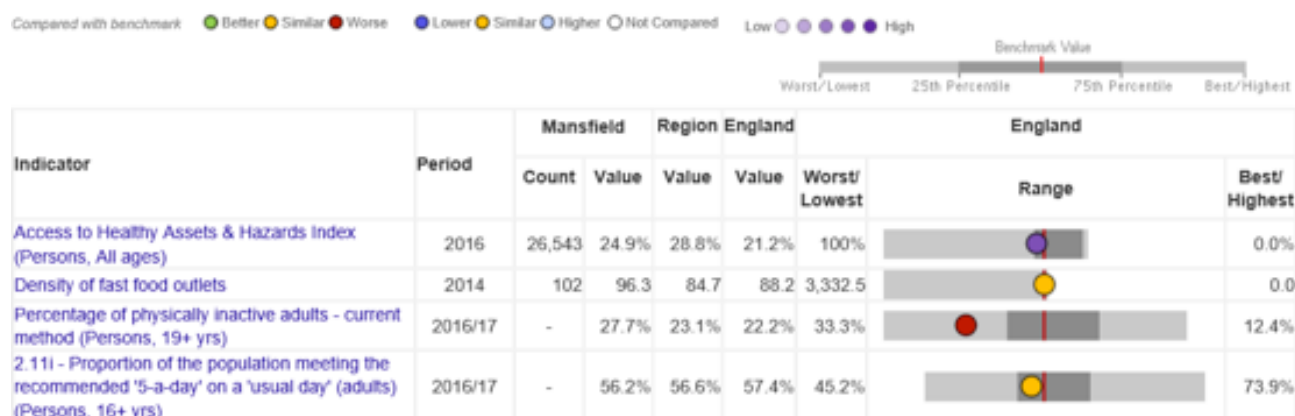 Compared with benchmark Better Similar Worse Lower Similar Higher Not Compared Low High
Benchmark Value
Worst/Lowest 25th Percentile 75th Percentile Best/Highest
Indicator Period Mansfield Region England England
Count Value Value Value Worst/ Lowest Range Best/ Highest
Access to Healthy Assets & Hazards Index
(Persons, All ages) 2016 26,543 24.9% 28.8% 21.2% 100% 0.0%
Density of fast food outlets 2014 102 96.3 84.7 88.2 3,332.5 0.0
Percentage of physically inactive adults - current
method (Persons, 19+ yrs) 2016/17 - 27.7% 23.1% 22.2% 33.3% 12.4%
2.11i - Proportion of the population meeting the
recommended '5-a-day' on a 'usual day' (adults) 2016/17 - 56.2% 56.6% 57.4% 45.2% 73.9%
(Persons, 16+ yrs)